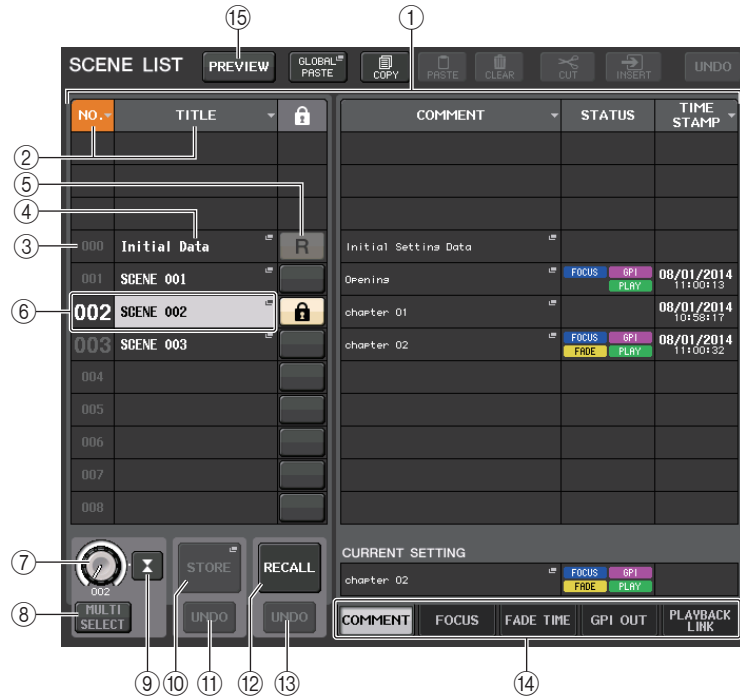 ⑮ ①
SCENE LIST PREVIEW GLOBAL PASTE COPY PASTE CLEAR CUT INSERT UNDO
NO. TITLE COMMENT STATUS TIME STAMP
②
⑤
④
③ 000 Initial Data R Initial Setting Data
001 SCENE 001 Opening FOCUS GPI PLAY 08/01/2014 11:00:13
⑥ 002 SCENE 002 chapter 01 08/01/2014 10:58:17
003 SCENE 003 chapter 02 FOCUS GPI FADE PLAY 08/01/2014 11:00:32
004
005
006
007
008
CURRENT SETTING
⑦ 002 STORE RECALL chapter 02 FOCUS GPI FADE PLAY
⑧ MULTI SELECT UNDO UNDO COMMENT FOCUS FADE TIME GPI OUT PLAYBACK LINK
⑨ ⑩ ⑪ ⑫ ⑬ ⑭